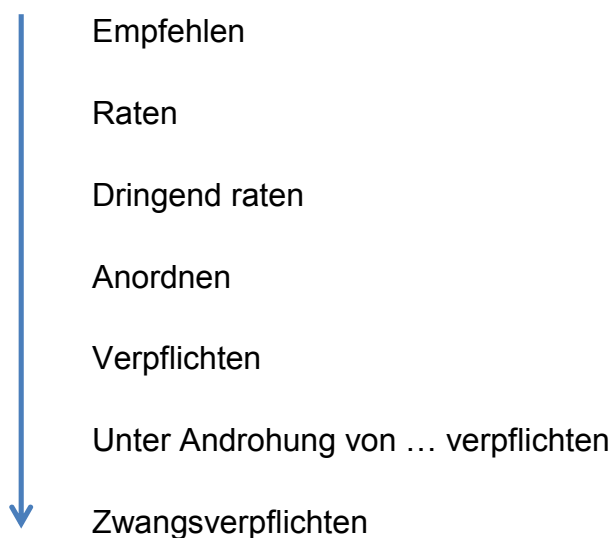 Empfehlen
Raten
Dringend raten
Anordnen
Verpflichten
Unter Androhung von … verpflichten
Zwangsverpflichten